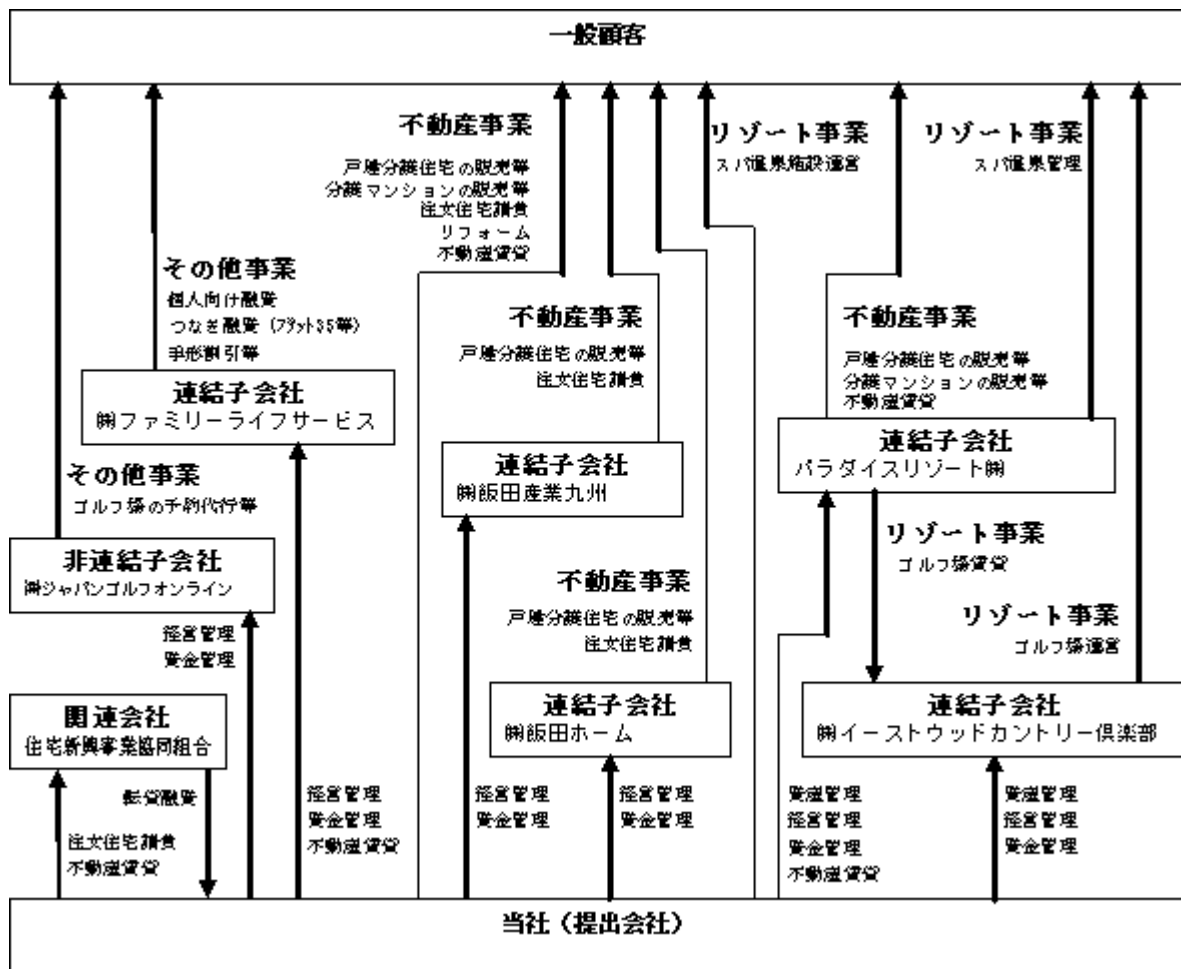 一般顧客
不動産事業
戸建分譲住宅の販売等
分譲マンションの販売等
注文住宅請負
リフォーム
不動産賃貸
リゾート事業
スパ温泉施設運営
リゾート事業
スパ温泉管理
その他事業
個人向け融資
つなぎ融資（フラット35等）
手形割引等
連結子会社
㈱ファミリーライフサービス
不動産事業
戸建分譲住宅の販売等
注文住宅請負
連結子会社
㈱飯田産業九州
不動産事業
戸建分譲住宅の販売等
分譲マンションの販売等
不動産賃貸
連結子会社
パラダイスリゾート㈱
その他事業
ゴルフ場の予約代行等
非連結子会社
㈱ジャパンゴルフオンライン
経営管理
資金管理
リゾート事業
ゴルフ場賃貸
不動産事業
戸建分譲住宅の販売等
注文住宅請負
連結子会社
㈱飯田ホーム
リゾート事業
ゴルフ場運営
連結子会社
㈱イーストウッドカントリー倶楽部
関連会社
住宅新興事業協同組合
転貸融資
注文住宅請負
不動産賃貸
経営管理
資金管理
不動産賃貸
経営管理
資金管理
経営管理
資金管理
資産管理
経営管理
資金管理
不動産賃貸
資産管理
経営管理
資金管理
当社（提出会社）